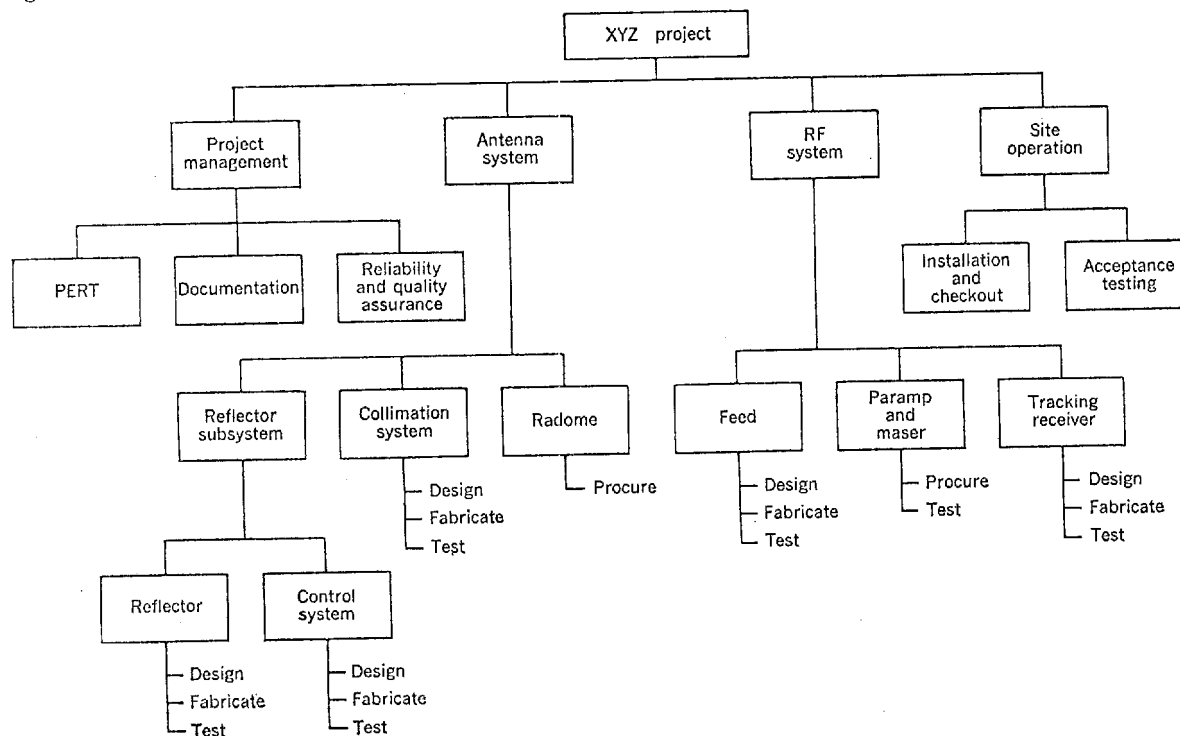 XYZ project
Project
management
Antenna
system
RF
system
Site
operation
PERT
Documentation
Reliability
and quality
assurance
Installation
and
checkout
Acceptance
testing
Reflector
subsystem
Collimation
system
Radome
Feed
Paramp
and
maser
Tracking
receiver
Design
Fabricate
Test
Procure
Design
Fabricate
Test
Procure
Test
Design
Fabricate
Test
Reflector
Control
system
Design
Fabricate
Test
Design
Fabricate
Test